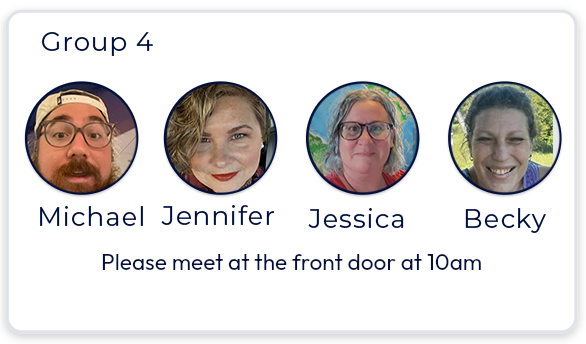 Group 4
Michael Jennifer Jessica Becky
Please meet at the front door at 10am